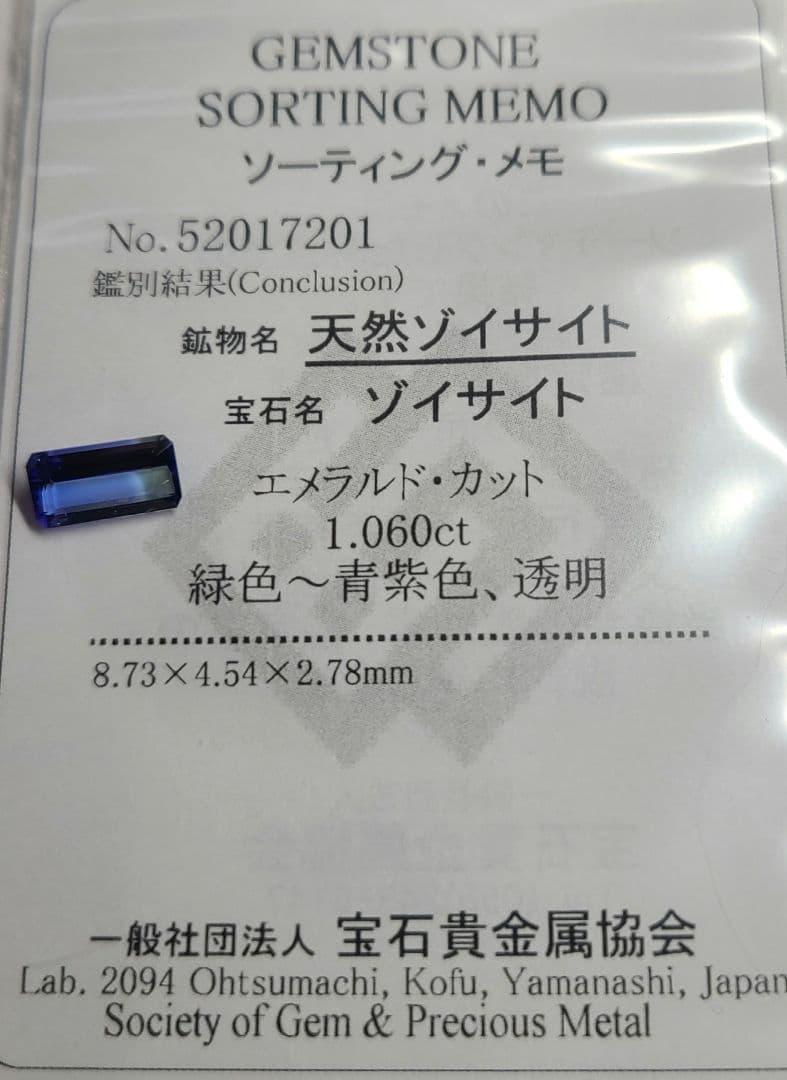 GEMSTONE
SORTING MEMO
ソーティング・メモ
No. 52017201
鑑別結果(Conclusion)
鉱物名 天然ゾイサイト
宝石名 ゾイサイト
エメラルド・カット
1.060ct
緑色～青紫色、透明
8.73×4.54×2.78mm
一般社団法人 宝石貴金属協会
Lab. 2094 Ohtsumachi, Kofu, Yamanashi, Japan
Society of Gem & Precious Metal